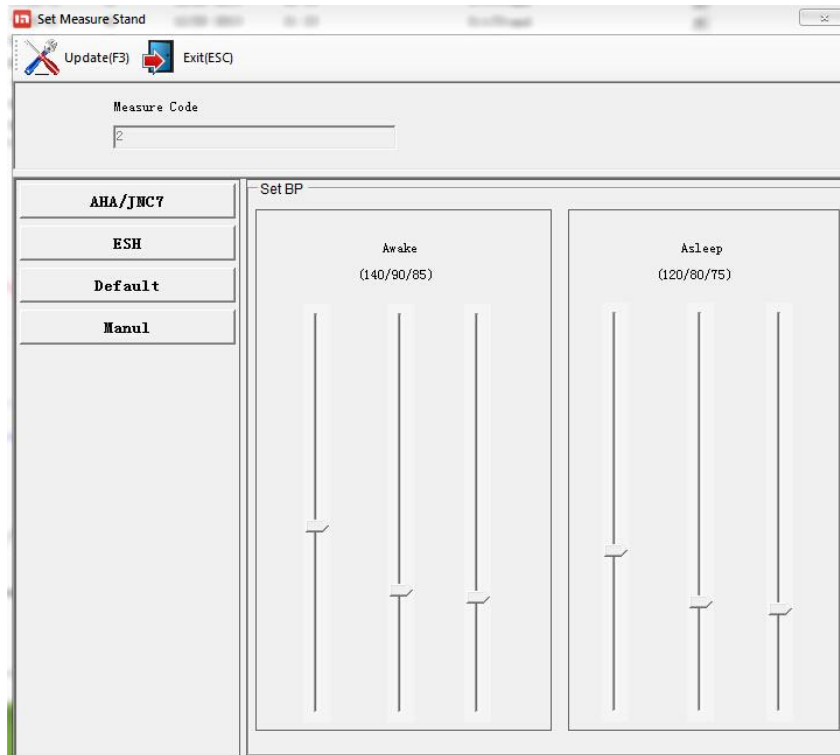 Set Measure Stand
Update(F3) Exit(ESC)
Measure Code
2
AHA/JNC7
ESH
Default
Manul
Set BP
Awake
(140/90/85)
Asleep
(120/80/75)